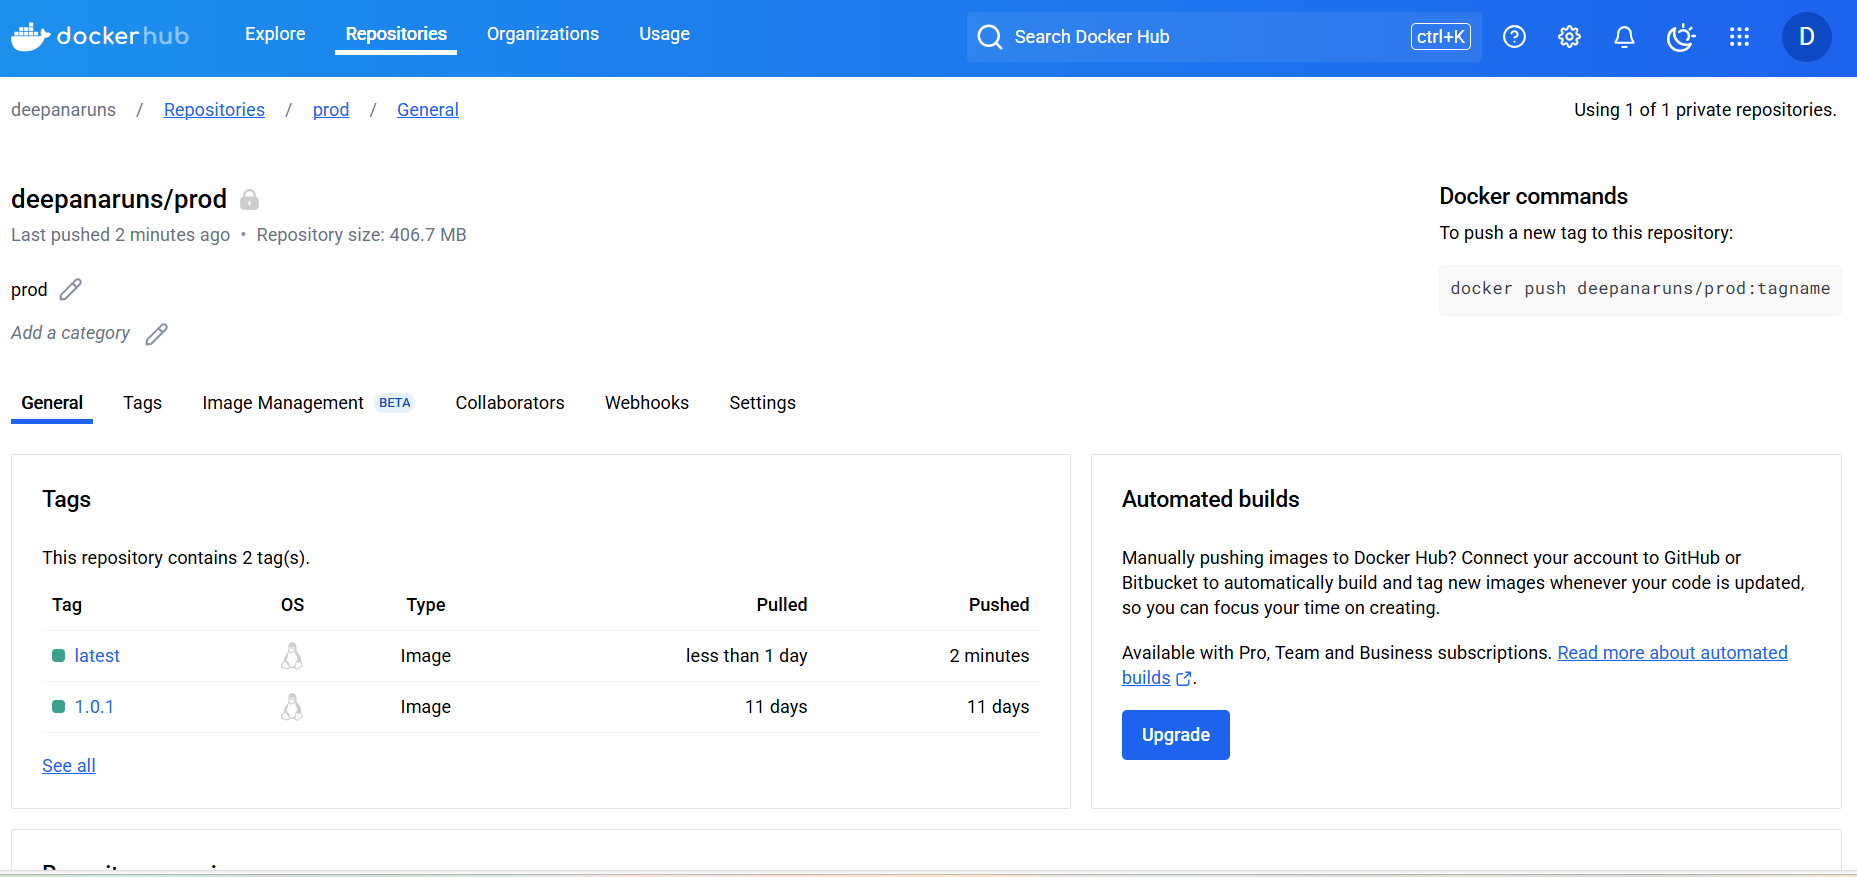 dockerhub Explore Repositories Organizations Usage Search Docker Hub ctrl+K D
deepanaruns / Repositories / prod / General Using 1 of 1 private repositories.
deepanaruns/prod
Last pushed 2 minutes ago • Repository size: 406.7 MB
prod
Add a category
Docker commands
To push a new tag to this repository:
docker push deepanaruns/prod:tagname
General Tags Image Management BETA Collaborators Webhooks Settings
Tags
This repository contains 2 tag(s).
Tag OS Type Pulled Pushed
latest Image less than 1 day 2 minutes
1.0.1 Image 11 days 11 days
See all
Automated builds
Manually pushing images to Docker Hub? Connect your account to GitHub or
Bitbucket to automatically build and tag new images whenever your code is updated,
so you can focus your time on creating.
Available with Pro, Team and Business subscriptions. Read more about automated
builds.
Upgrade